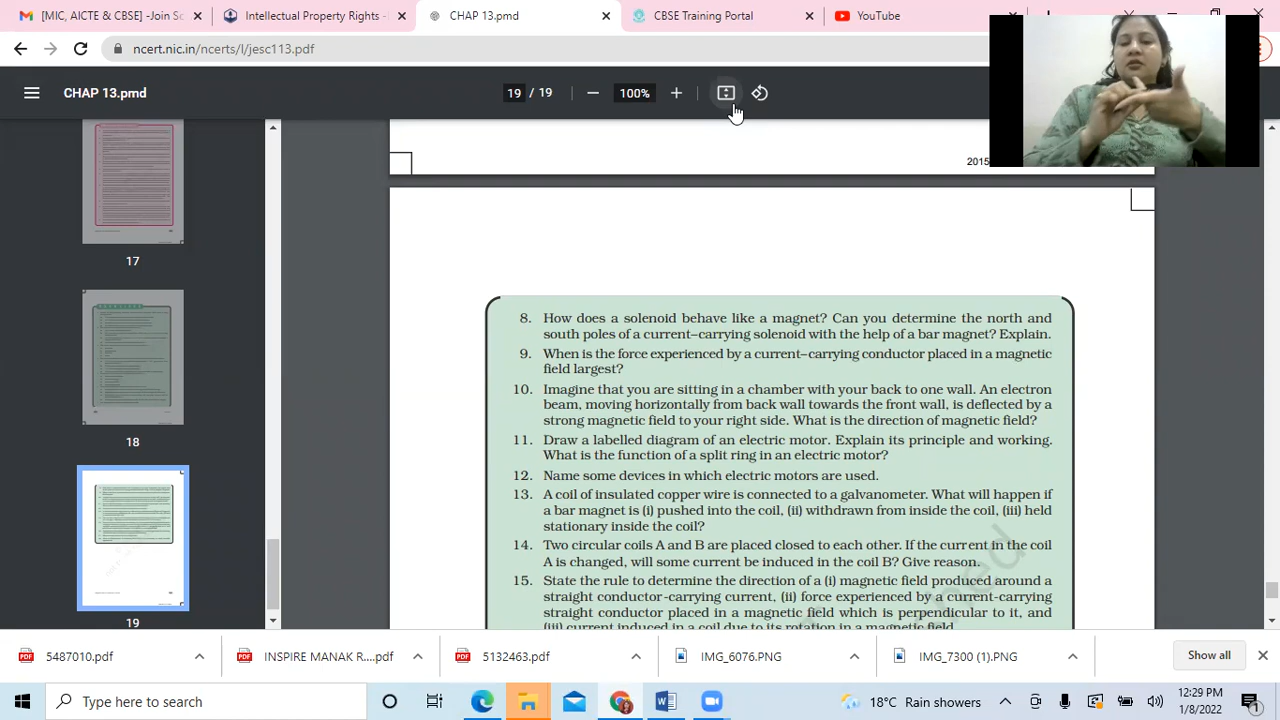 [MIC, AICTE & CBSE] -Join S
Intellectual Property Rights -
CHAP 13.pmd
CBSE Training Portal
YouTube
ncert.nic.in/ncerts/l/jesc113.pdf
CHAP 13.pmd
19 / 19
100%
2015
17
18
19
8. How does a solenoid behave like a magnet? Can you determine the north and
south poles of a current–carrying solenoid with the help of a bar magnet? Explain.
9. When is the force experienced by a current–carrying conductor placed in a magnetic
field largest?
10. Imagine that you are sitting in a chamber with your back to one wall. An electron
beam, moving horizontally from back wall towards the front wall, is deflected by a
strong magnetic field to your right side. What is the direction of magnetic field?
11. Draw a labelled diagram of an electric motor. Explain its principle and working.
What is the function of a split ring in an electric motor?
12. Name some devices in which electric motors are used.
13. A coil of insulated copper wire is connected to a galvanometer. What will happen if
a bar magnet is (i) pushed into the coil, (ii) withdrawn from inside the coil, (iii) held
stationary inside the coil?
14. Two circular coils A and B are placed closed to each other. If the current in the coil
A is changed, will some current be induced in the coil B? Give reason.
15. State the rule to determine the direction of a (i) magnetic field produced around a
straight conductor-carrying current, (ii) force experienced by a current-carrying
straight conductor placed in a magnetic field which is perpendicular to it, and
(iii) current induced in a coil due to its rotation in a magnetic field.
5487010.pdf
INSPIRE MANAK R....pdf
5132463.pdf
IMG_6076.PNG
IMG_7300 (1).PNG
Show all
Type here to search
18°C Rain showers
12:29 PM
1/8/2022